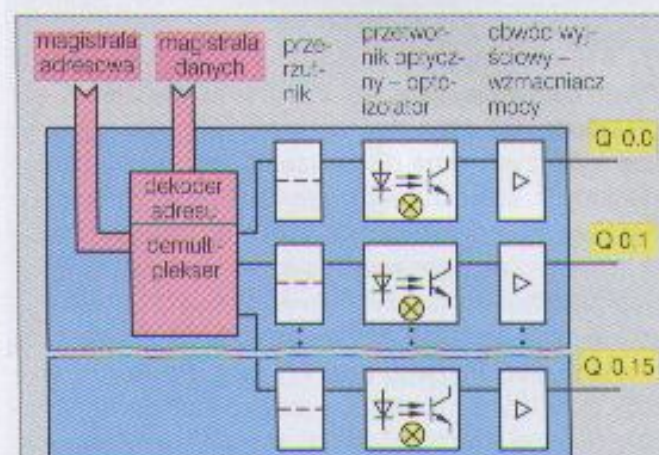 magistrala
adresowa
magistrala
danych
prze-
rzut-
nik
przetwor-
nik optycz-
ny – opto-
izolator
obwód wyj-
ściowy –
wzmacniacz
mocy
Q 0.0
dekoder
adresu
demulti-
plekser
Q 0.1
Q 0.15